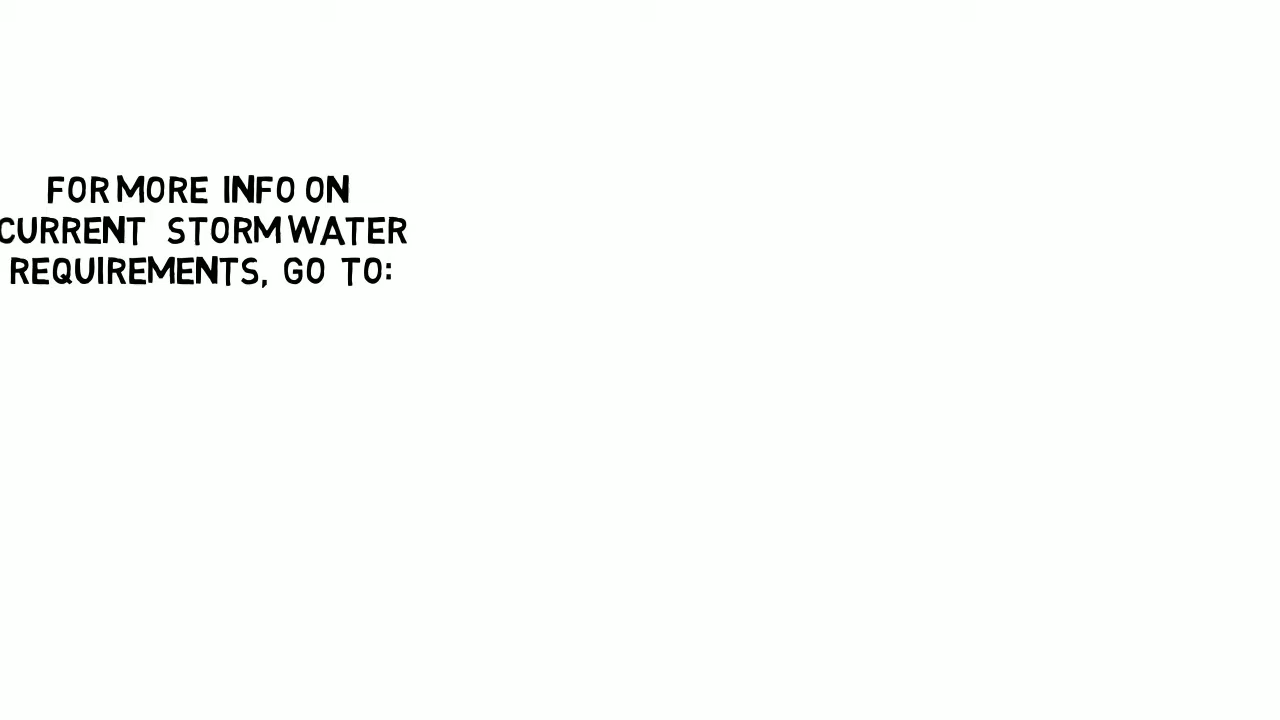 FOR MORE INFO ON
CURRENT STORMWATER
REQUIREMENTS, GO TO: